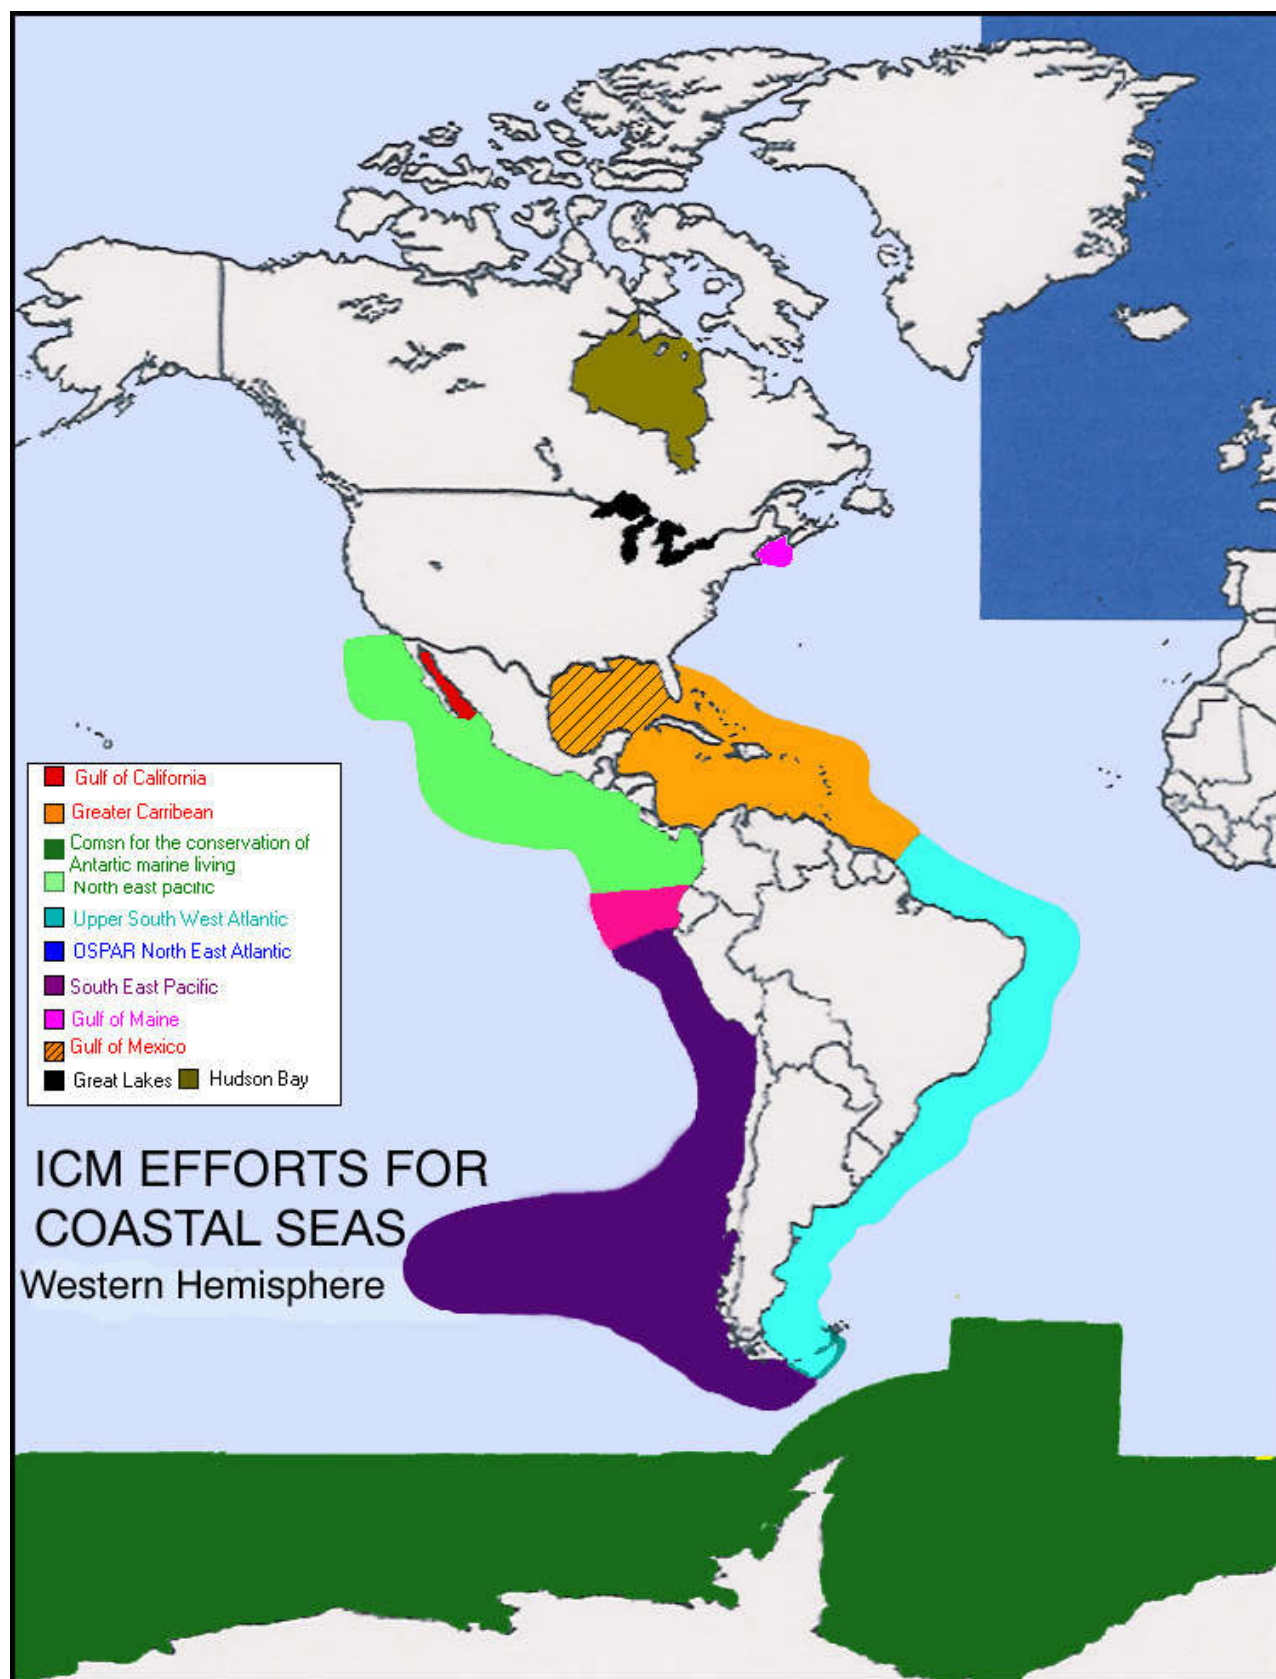 Gulf of California
Greater Carribean
Comsn for the conservation of
Antartic marine living
North east pacific
Upper South West Atlantic
OSPAR North East Atlantic
South East Pacific
Gulf of Maine
Gulf of Mexico
Great Lakes Hudson Bay
ICM EFFORTS FOR
COASTAL SEAS
Western Hemisphere